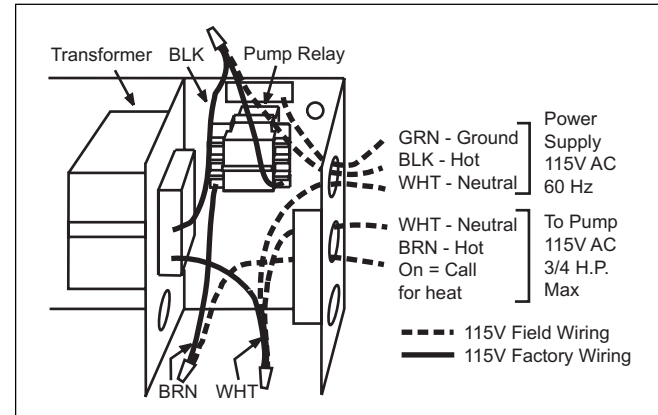 Transformer
BLK
Pump Relay
GRN - Ground
BLK - Hot
WHT - Neutral
Power
Supply
115V AC
60 Hz
WHT - Neutral
BRN - Hot
On = Call
for heat
To Pump
115V AC
3/4 H.P.
Max
115V Field Wiring
115V Factory Wiring
BRN
WHT